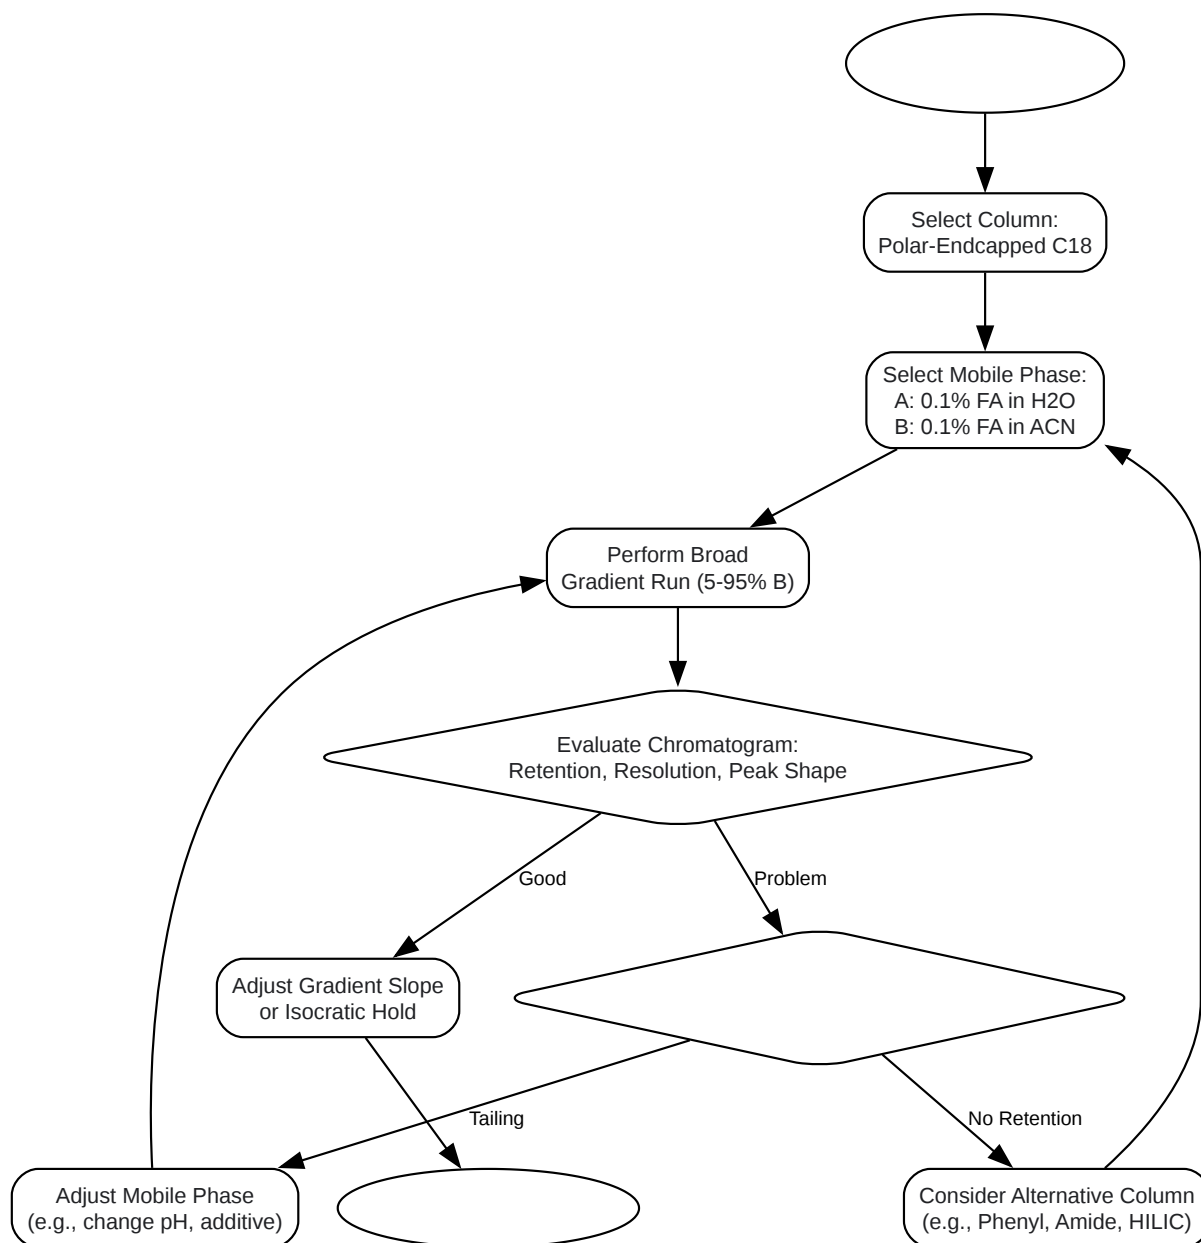 Select Column:
Polar-Endcapped C18
Select Mobile Phase:
A: 0.1% FA in H2O
B: 0.1% FA in ACN
Perform Broad
Gradient Run (5-95% B)
Evaluate Chromatogram:
Retention, Resolution, Peak Shape
Good
Problem
Adjust Gradient Slope
or Isocratic Hold
Tailing
No Retention
Adjust Mobile Phase
(e.g., change pH, additive)
Consider Alternative Column
(e.g., Phenyl, Amide, HILIC)